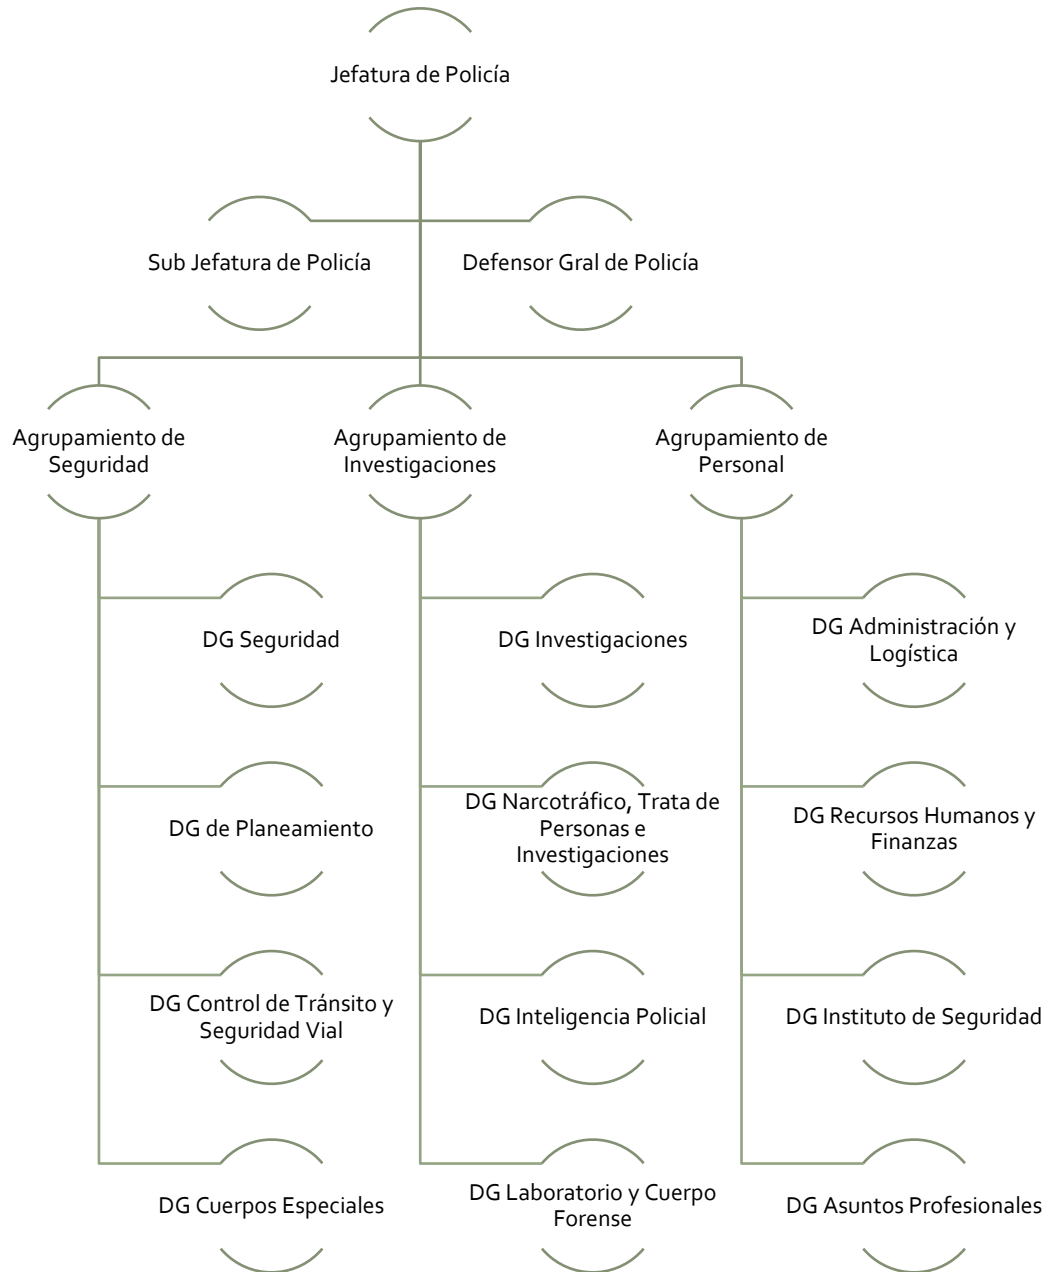 Jefatura de Policía
Sub Jefatura de Policía
Defensor Gral de Policía
Agrupamiento de
Seguridad
Agrupamiento de
Investigaciones
Agrupamiento de
Personal
DG Seguridad
DG Investigaciones
DG Administración y
Logística
DG de Planeamiento
DG Narcotráfico, Trata de
Personas e
Investigaciones
DG Recursos Humanos y
Finanzas
DG Control de Tránsito y
Seguridad Vial
DG Inteligencia Policial
DG Instituto de Seguridad
DG Cuerpos Especiales
DG Laboratorio y Cuerpo
Forense
DG Asuntos Profesionales